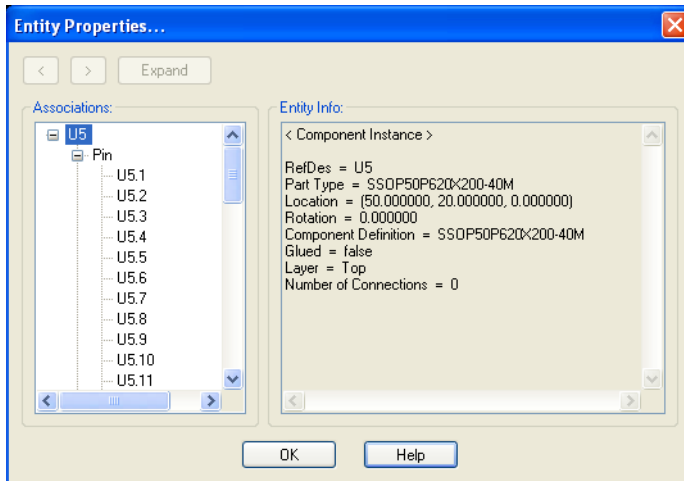 Entity Properties...
< > Expand
Associations:
U5
Pin
U5.1
U5.2
U5.3
U5.4
U5.5
U5.6
U5.7
U5.8
U5.9
U5.10
U5.11
Entity Info:
< Component Instance >
RefDes = U5
Part Type = SSOP50P620X200-40M
Location = (50.000000, 20.000000, 0.000000)
Rotation = 0.000000
Component Definition = SSOP50P620X200-40M
Glued = false
Layer = Top
Number of Connections = 0
OK Help